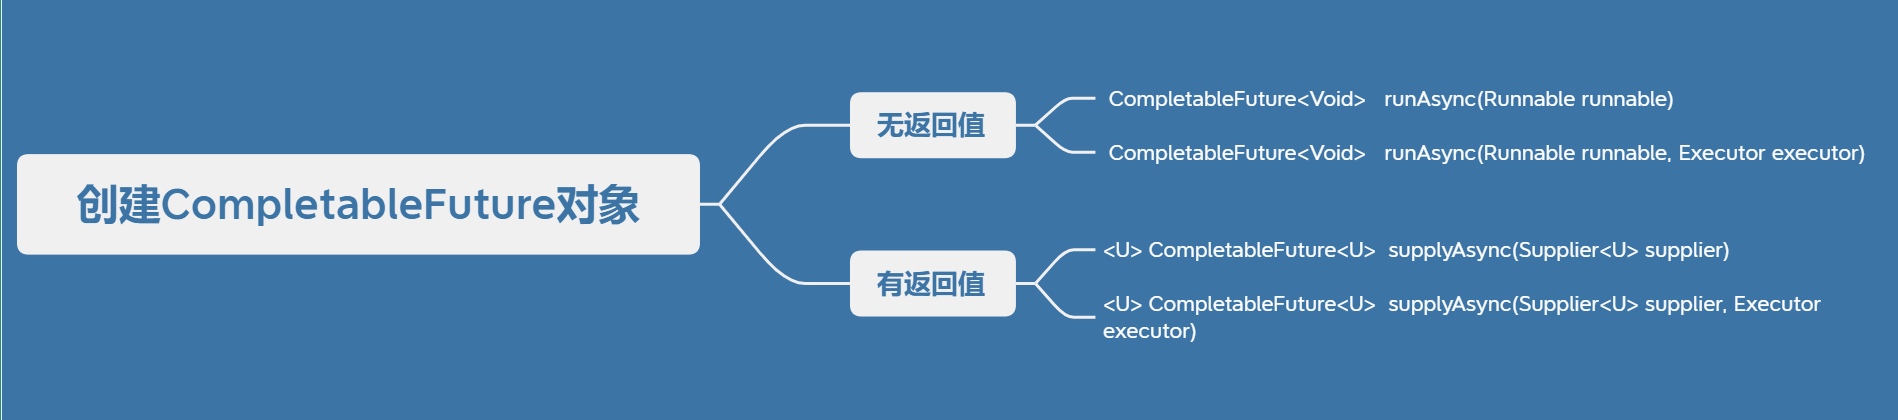 创建CompletableFuture对象
无返回值
CompletableFuture<Void> runAsync(Runnable runnable)
CompletableFuture<Void> runAsync(Runnable runnable, Executor executor)
有返回值
<U> CompletableFuture<U> supplyAsync(Supplier<U> supplier)
<U> CompletableFuture<U> supplyAsync(Supplier<U> supplier, Executor
executor)